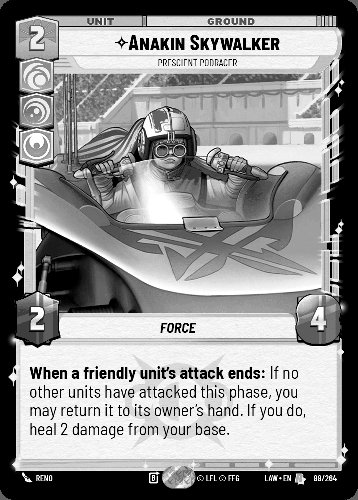 UNIT
GROUND
2
ANAKIN SKYWALKER
PRESCIENT PODRACER
2
4
FORCE
When a friendly unit's attack ends: If no
other units have attacked this phase, you
may return it to its owner's hand. If you do,
heal 2 damage from your base.
RENO
© LFL © FFG
LAW • EN